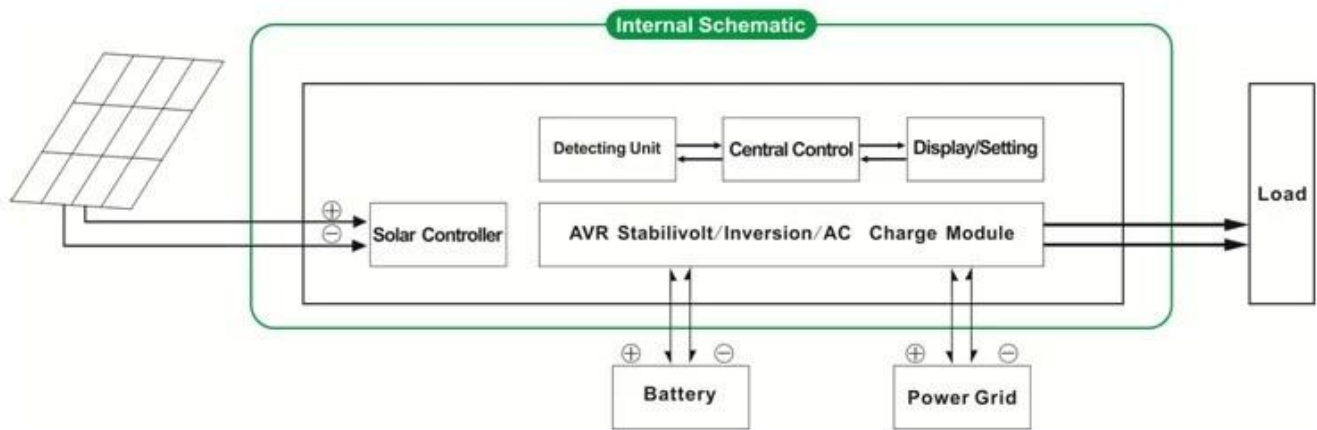 Internal Schematic
Detecting Unit
Central Control
Display/Setting
Load
⊕
⊖
Solar Controller
AVR Stabilivolt/Inversion/AC Charge Module
⊕ ⊖
⊕ ⊖
Battery
Power Grid